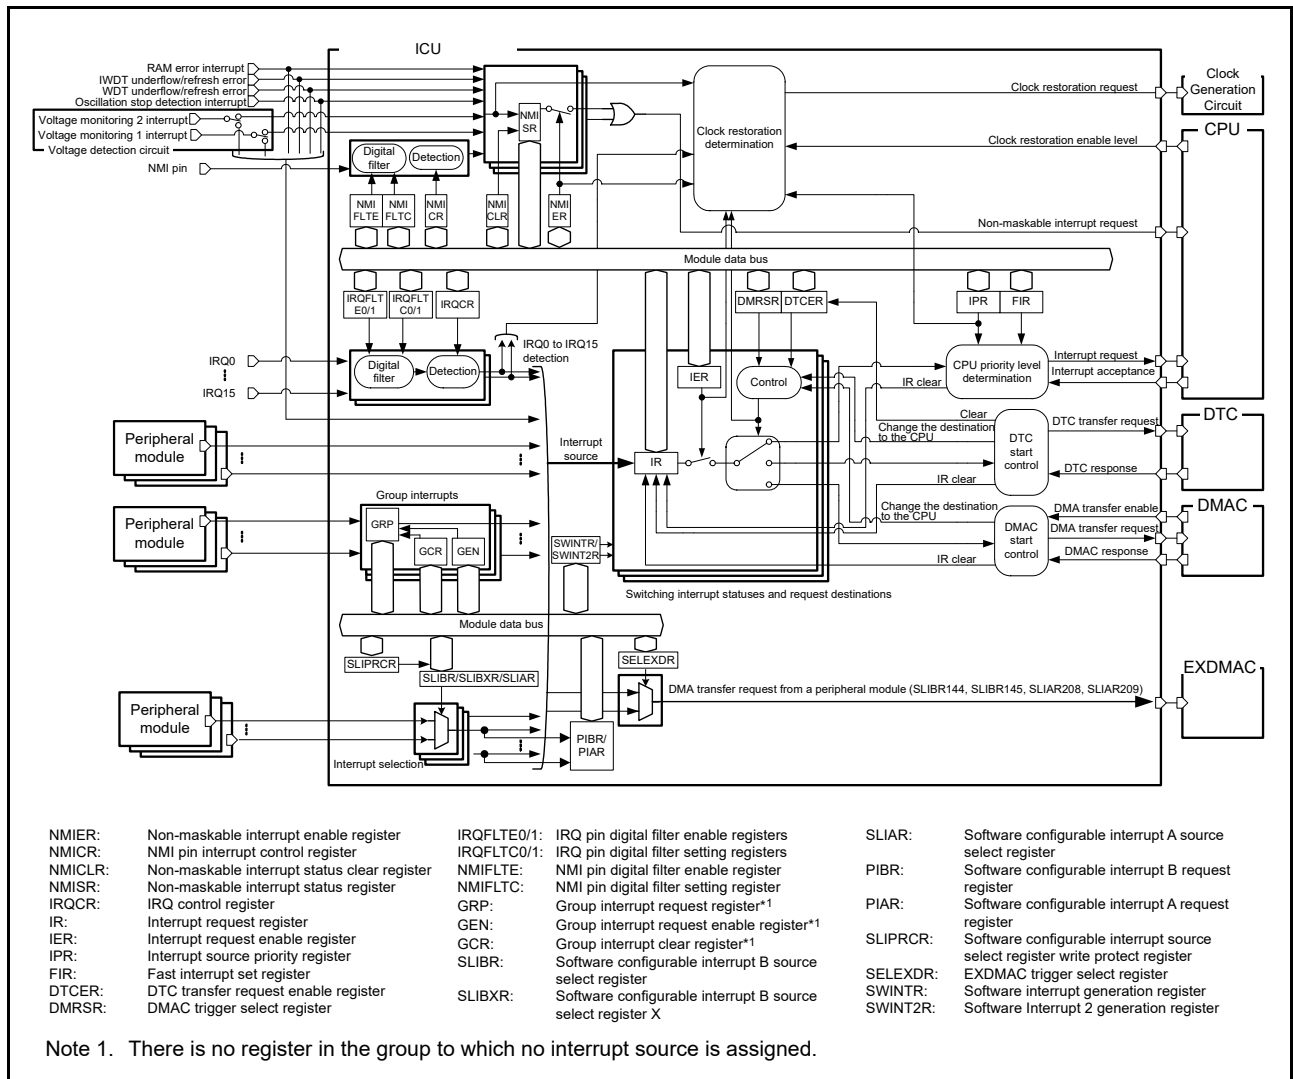 ICU
RAM error interrupt
IWDT underflow/refresh error
WDT underflow/refresh error
Oscillation stop detection interrupt
Voltage monitoring 2 interrupt
Voltage monitoring 1 interrupt
Voltage detection circuit
NMI pin
Digital
filter
Detection
NMI
SR
NMI
FLTE
NMI
FLTC
NMI
CR
NMI
CLR
NMI
ER
Clock restoration
determination
Clock restoration request
Clock
Generation
Circuit
Clock restoration enable level
CPU
Non-maskable interrupt request
Module data bus
IRQFLT
E0/1
IRQFLT
C0/1
IRQCR
DMRSR
DTCER
IPR
FIR
IRQ0
IRQ15
Digital
filter
Detection
IRQ0 to IRQ15
detection
IER
Control
CPU priority level
determination
Interrupt request
Interrupt acceptance
IR clear
Clear
Change the destination
to the CPU
DTC
start
control
DTC transfer request
DTC response
DTC
IR clear
Peripheral
module
Interrupt
source
IR
Peripheral
module
Group interrupts
GRP
GCR
GEN
SWINTR/
SWINT2R
Change the destination
to the CPU
DMAC
start
control
DMA transfer enable
DMA transfer request
DMAC response
DMAC
IR clear
Switching interrupt statuses and request destinations
Module data bus
SLIPRCR
SLIBR/SLIBXR/SLIAR
SELEXDR
DMA transfer request from a peripheral module (SLIBR144, SLIBR145, SLIAR208, SLIAR209)
EXDMAC
Peripheral
module
Interrupt selection
PIBR/
PIAR
NMIER: Non-maskable interrupt enable register
NMICR: NMI pin interrupt control register
NMICLR: Non-maskable interrupt status clear register
NMISR: Non-maskable interrupt status register
IRQCR: IRQ control register
IR: Interrupt request register
IER: Interrupt request enable register
IPR: Interrupt source priority register
FIR: Fast interrupt set register
DTCER: DTC transfer request enable register
DMRSR: DMAC trigger select register
IRQFLTE0/1: IRQ pin digital filter enable registers
IRQFLTC0/1: IRQ pin digital filter setting registers
NMIFLTE: NMI pin digital filter enable register
NMIFLTC: NMI pin digital filter setting register
GRP: Group interrupt request register*1
GEN: Group interrupt request enable register*1
GCR: Group interrupt clear register*1
SLIBR: Software configurable interrupt B source
select register
SLIBXR: Software configurable interrupt B source
select register X
SLIAR: Software configurable interrupt A source
select register
PIBR: Software configurable interrupt B request
register
PIAR: Software configurable interrupt A request
register
SLIPRCR: Software configurable interrupt source
select register write protect register
SELEXDR: EXDMAC trigger select register
SWINTR: Software interrupt generation register
SWINT2R: Software Interrupt 2 generation register
Note 1. There is no register in the group to which no interrupt source is assigned.